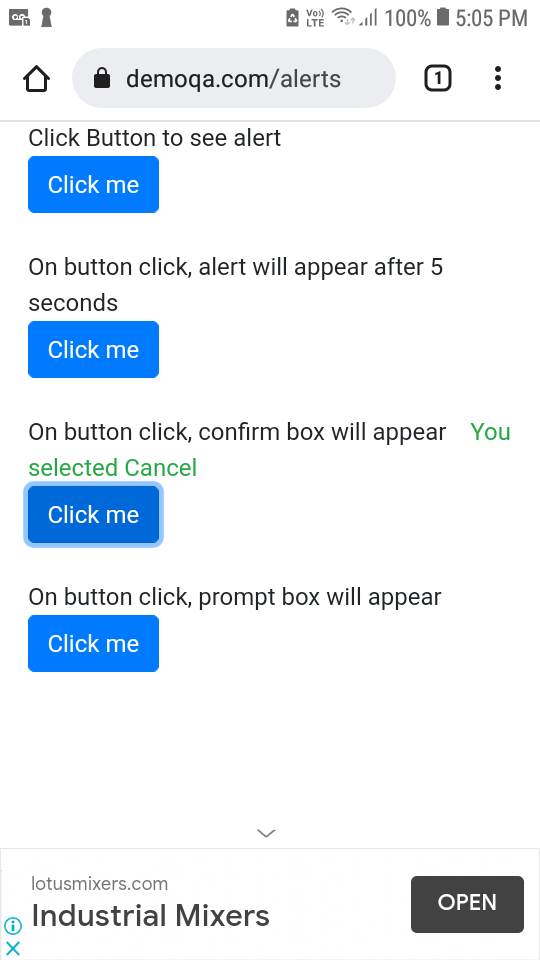 100% 5:05 PM
demoqa.com/alerts
1
Click Button to see alert
Click me
On button click, alert will appear after 5
seconds
Click me
On button click, confirm box will appear You
selected Cancel
Click me
On button click, prompt box will appear
Click me
lotusmixers.com
Industrial Mixers
OPEN